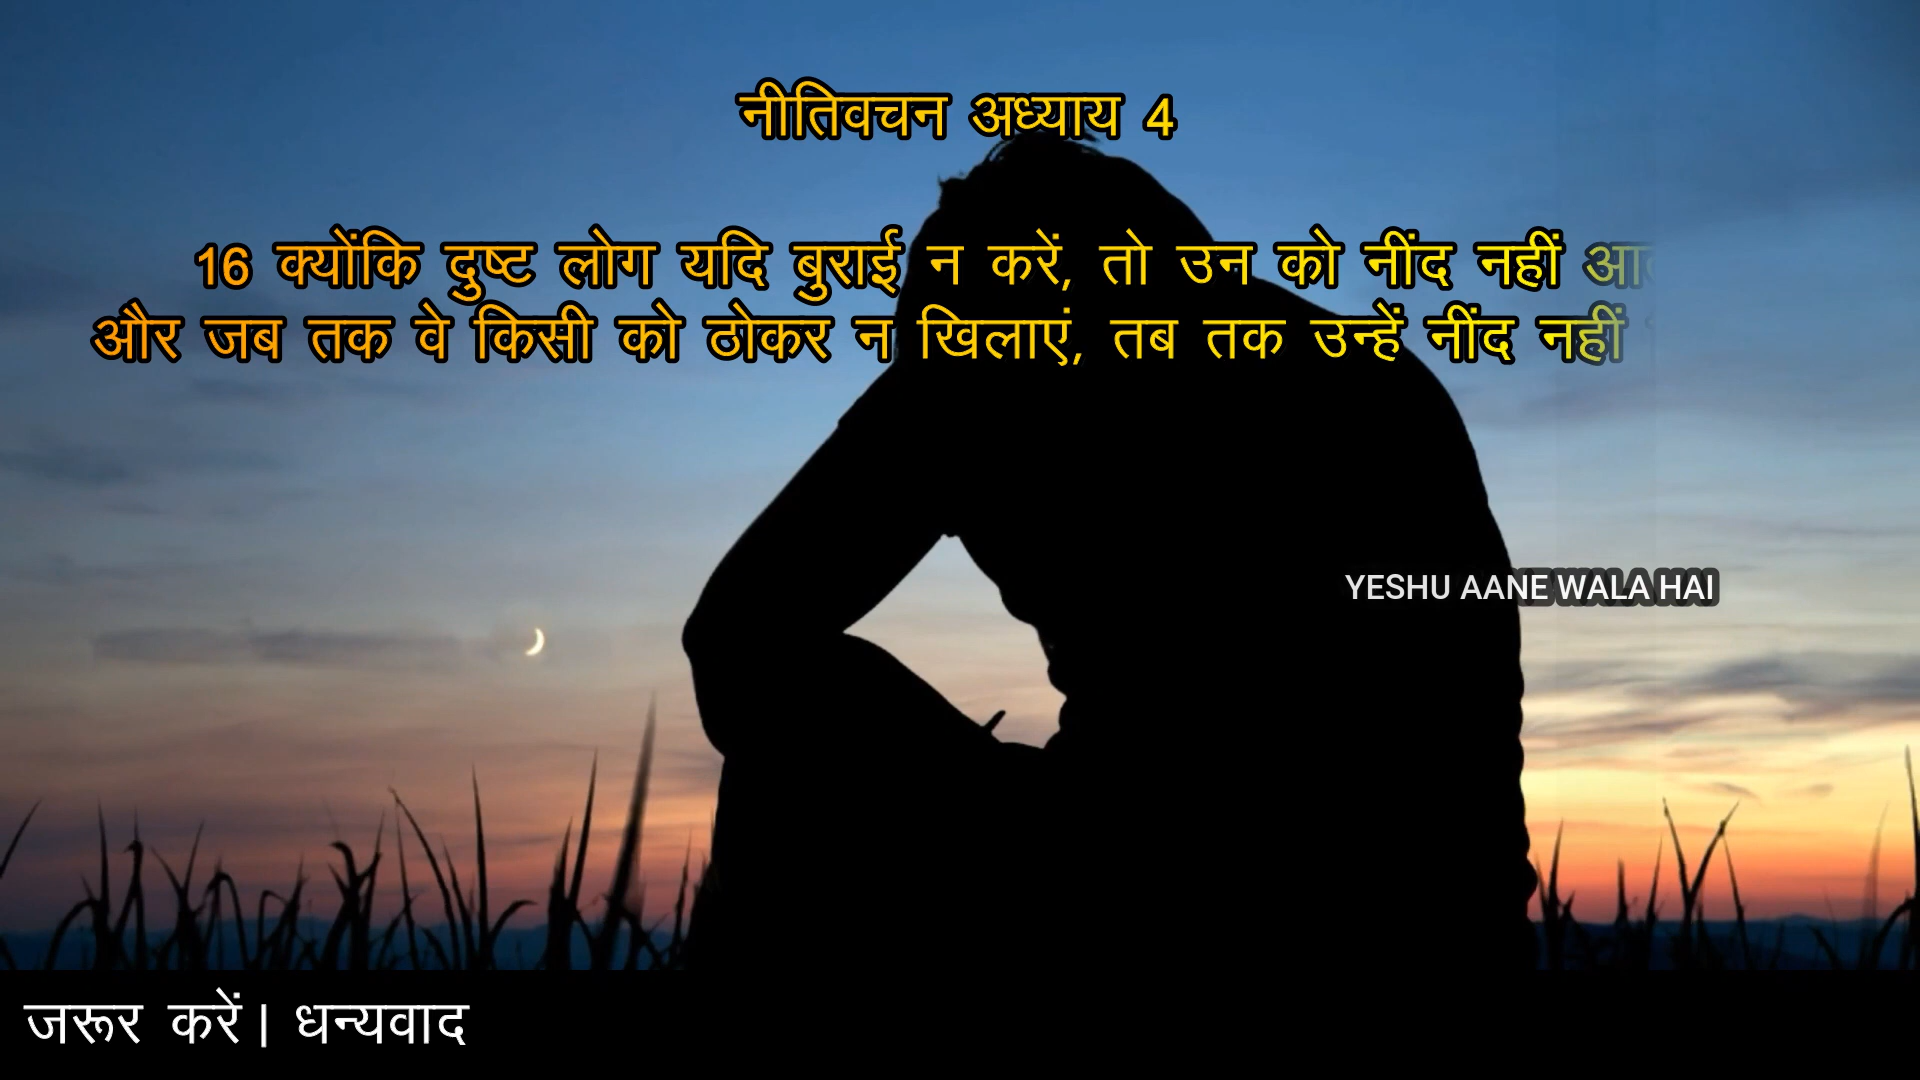 नीतिवचन अध्याय 4
16 क्योंकि दुष्ट लोग यदि बुराई न करें, तो उन को नींद नहीं
और जब तक वे किसी को ठोकर न खिलाएं, तब तक उन्हें नींद नहीं
YESHU AANE WALA HAI
जरूर करें| धन्यवाद